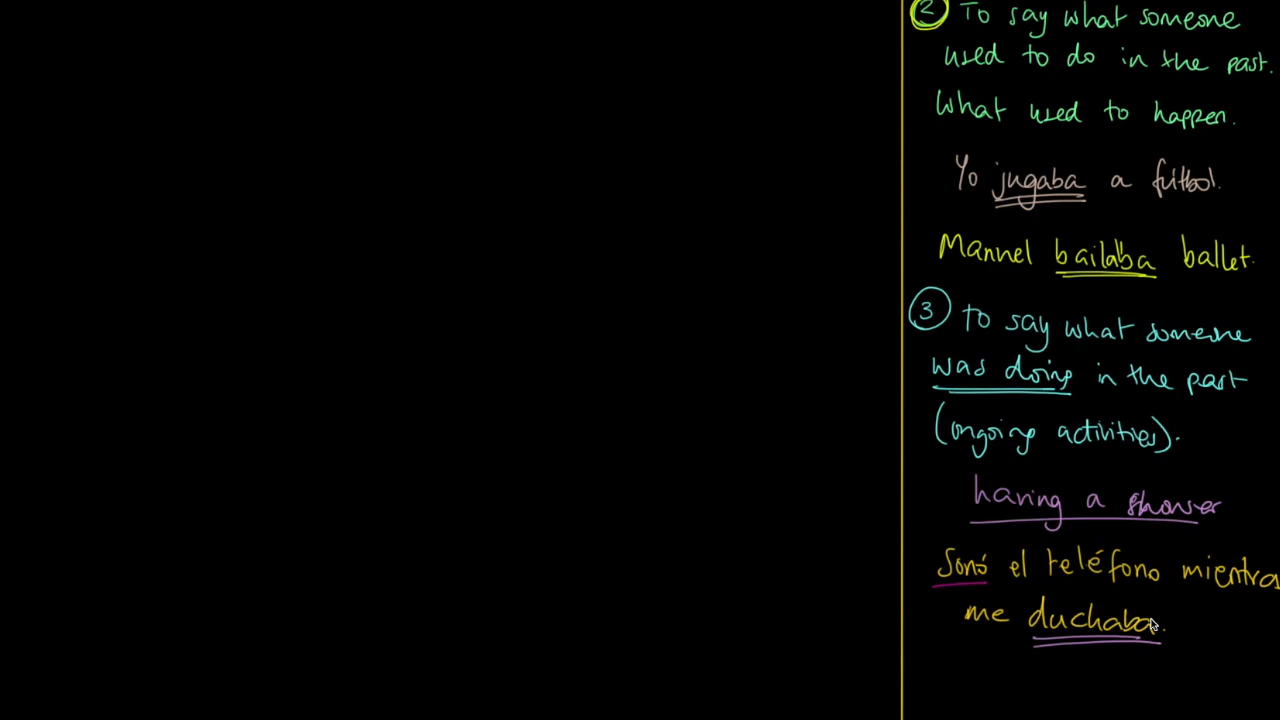 2 To say what someone
used to do in the past.
What used to happen.
Yo jugaba a fútbol.
Manuel bailaba ballet.
3 to say what someone
was doing in the past
(ongoing activities).
having a shower
Sonó el teléfono mientras
me duchaba.